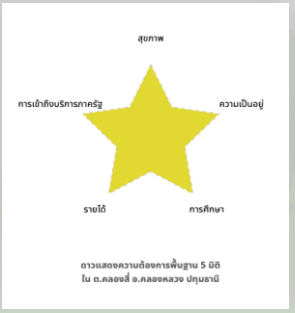 สุขภาพ
การเข้าถึงบริการภาครัฐ
ความเป็นอยู่
รายได้
การศึกษา
ดาวแสดงความต้องการพื้นฐาน 5 มิติ
ใน ต.คลองสี่ อ.คลองหลวง ปทุมธานี